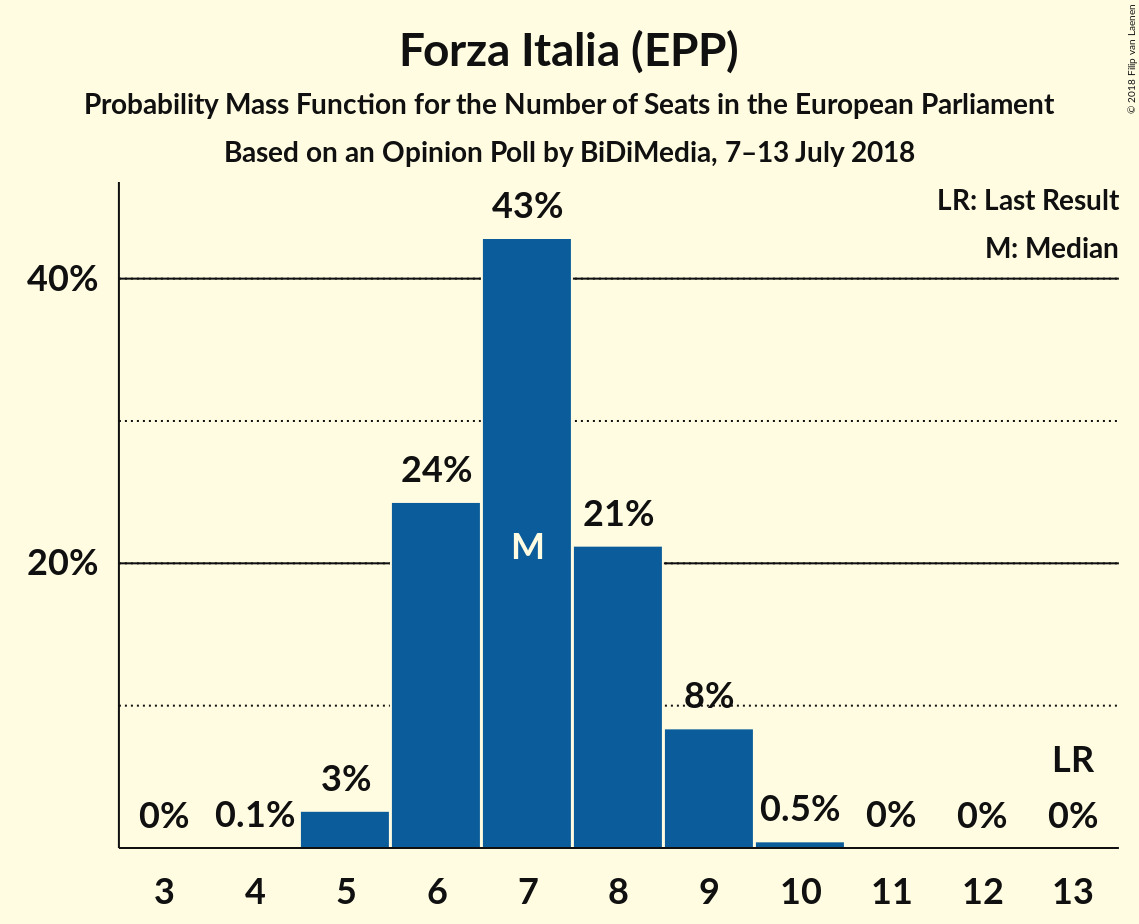 Forza Italia (EPP)
Probability Mass Function for the Number of Seats in the European Parliament
Based on an Opinion Poll by BiDiMedia, 7–13 July 2018
© 2018 Filip van Laenen
LR: Last Result
M: Median
43%
40%
24%
21%
M
20%
8%
LR
3%
0% 0.1% 0.5% 0% 0% 0%
3 4 5 6 7 8 9 10 11 12 13